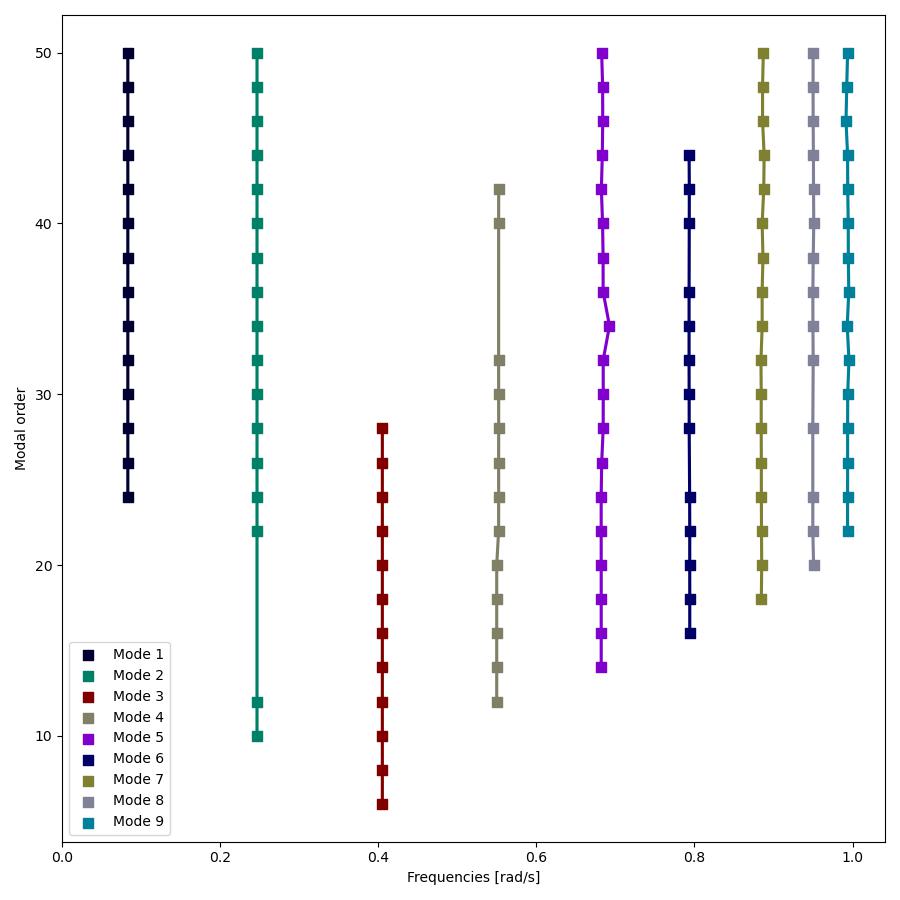 50
40
30
20
10
Modal order
Mode 1
Mode 2
Mode 3
Mode 4
Mode 5
Mode 6
Mode 7
Mode 8
Mode 9
0.0 0.2 0.4 0.6 0.8 1.0
Frequencies [rad/s]